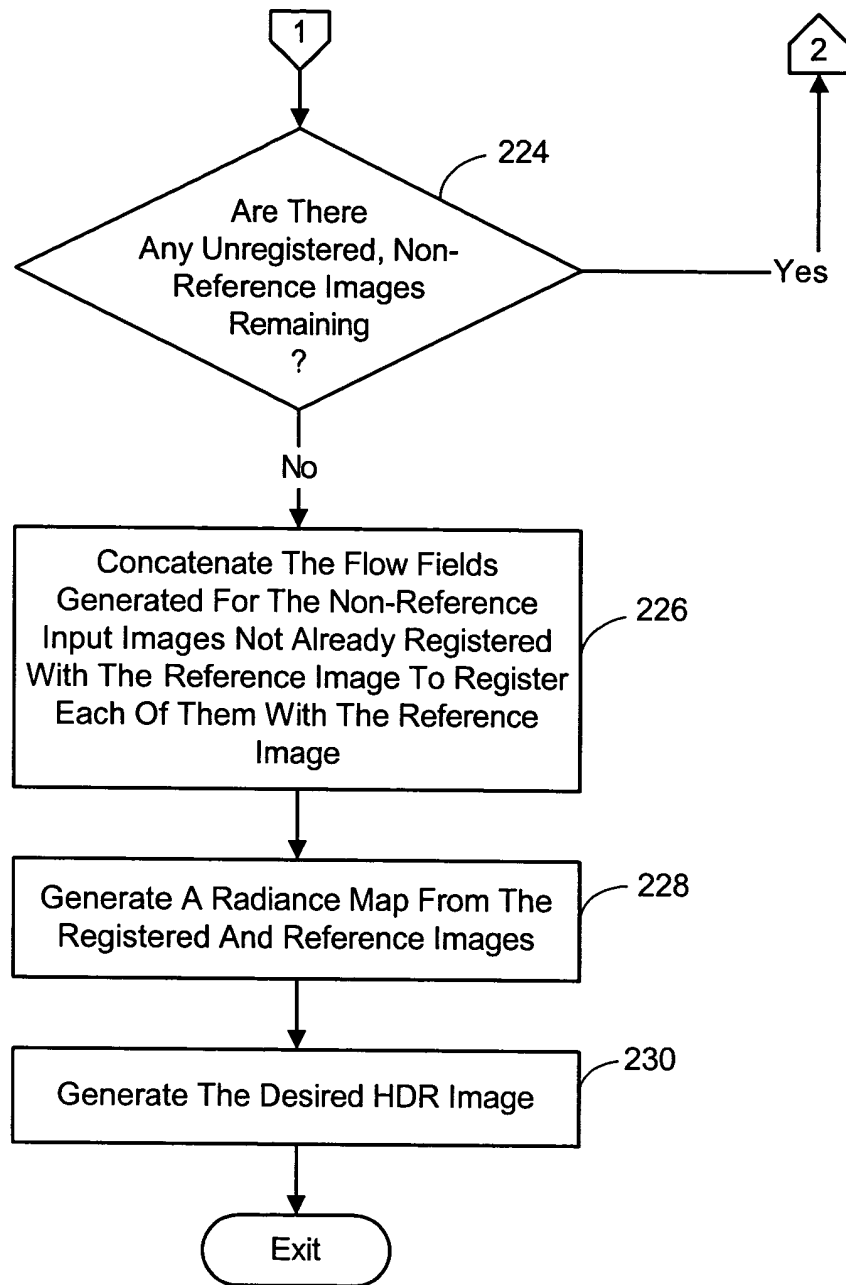 1
2
224
Are There
Any Unregistered, Non-
Reference Images
Remaining
?
Yes
No
Concatenate The Flow Fields
Generated For The Non-Reference
Input Images Not Already Registered
With The Reference Image To Register
Each Of Them With The Reference
Image
226
Generate A Radiance Map From The
Registered And Reference Images
228
Generate The Desired HDR Image
230
Exit